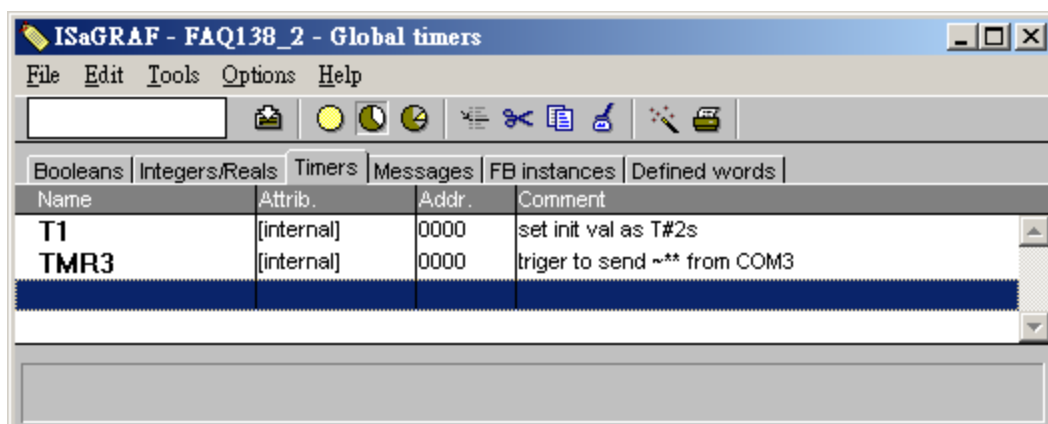 ISaGRAF - FAQ138_2 - Global timers
File Edit Tools Options Help
Booleans Integers/Reals Timers Messages FB instances Defined words
Name Attrib. Addr. Comment
T1 [internal] 0000 set init val as T#2s
TMR3 [internal] 0000 triger to send ~** from COM3